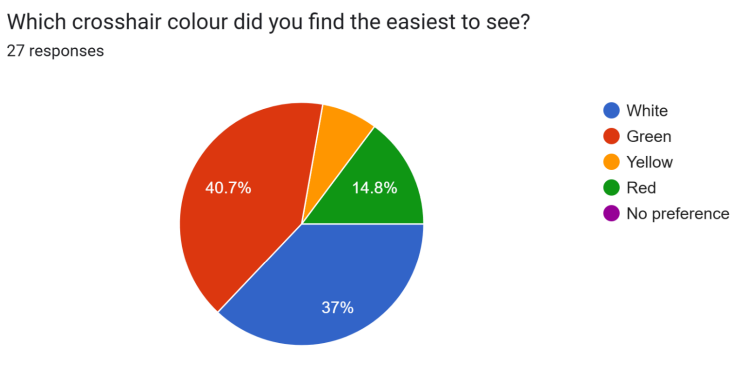 Which crosshair colour did you find the easiest to see?
27 responses
White
Green
Yellow
Red
No preference
40.7%
14.8%
37%